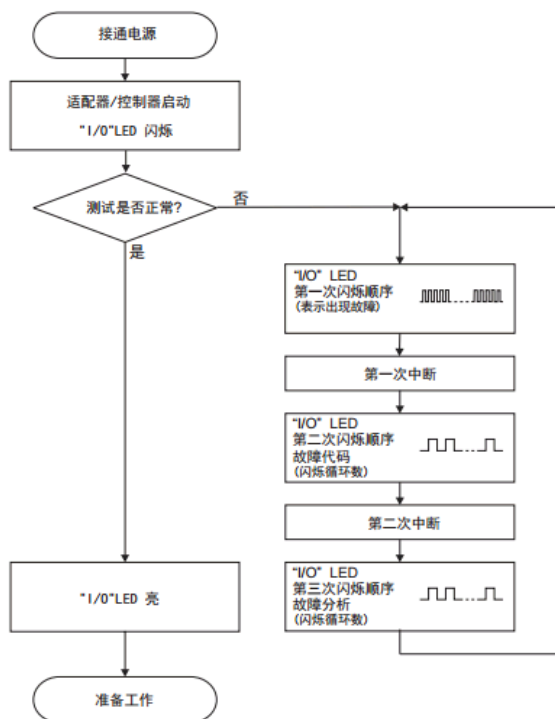 接通电源
适配器/控制器启动
"I/O"LED 闪烁
测试是否正常?
否
是
“I/O” LED
第一次闪烁顺序
(表示出现故障)
第一次中断
“I/O” LED
第二次闪烁顺序
故障代码
(闪烁循环数)
第二次中断
“I/O” LED
第三次闪烁顺序
故障分析
(闪烁循环数)
"I/O"LED 亮
准备工作